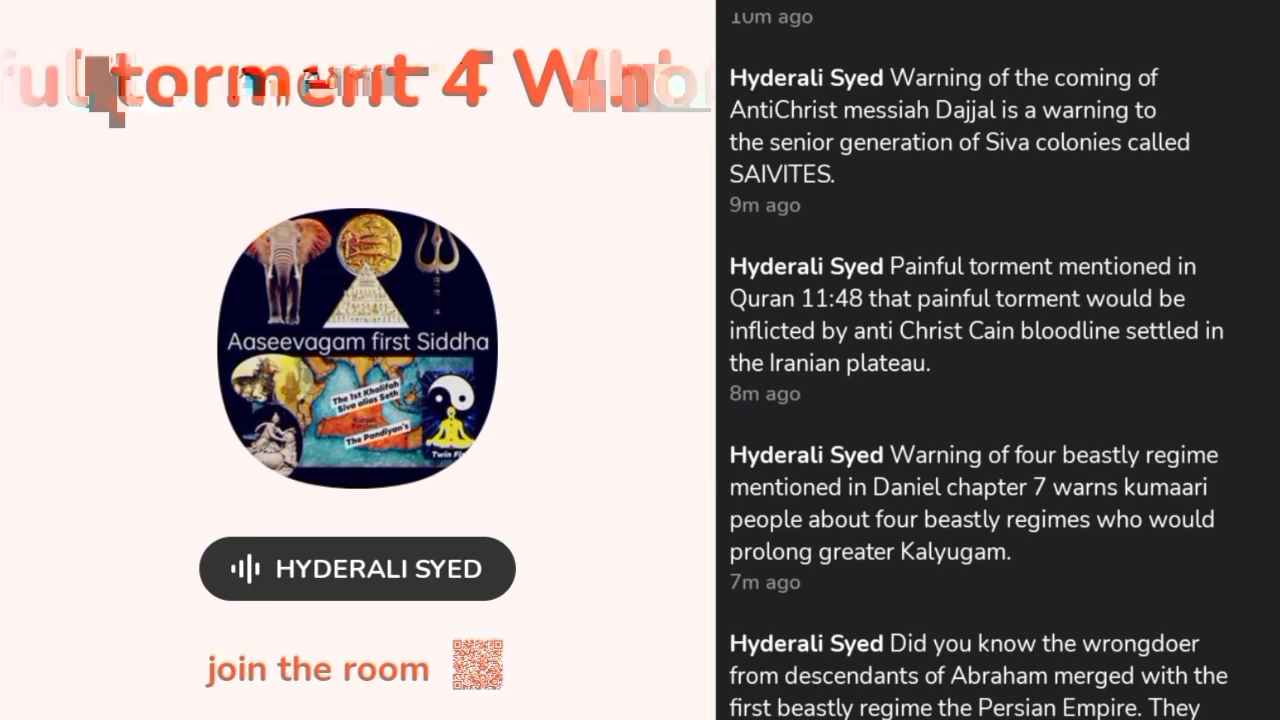 torment 4
Aaseevagam first Siddha
The 1st Khalifah
Siva alias Seth
The Pandiyan's
HYDERALI SYED
join the room
10m ago
Hyderali Syed Warning of the coming of
AntiChrist messiah Dajjal is a warning to
the senior generation of Siva colonies called
SAIVITES.
9m ago
Hyderali Syed Painful torment mentioned in
Quran 11:48 that painful torment would be
inflicted by anti Christ Cain bloodline settled in
the Iranian plateau.
8m ago
Hyderali Syed Warning of four beastly regime
mentioned in Daniel chapter 7 warns kumaari
people about four beastly regimes who would
prolong greater Kalyugam.
7m ago
Hyderali Syed Did you know the wrongdoer
from descendants of Abraham merged with the
first beastly regime the Persian Empire. They